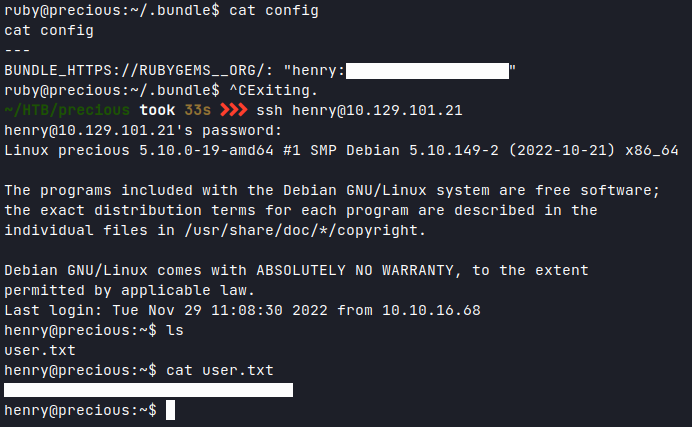 ruby@precious:~/.bundle$ cat config
cat config
---
BUNDLE_HTTPS://RUBYGEMS__ORG/: "henry:"
ruby@precious:~/.bundle$ ^CExiting.
~/HTB/prec1ous took 33s ❯❯❯ ssh henry@10.129.101.21
henry@10.129.101.21's password:
Linux precious 5.10.0-19-amd64 #1 SMP Debian 5.10.149-2 (2022-10-21) x86_64

The programs included with the Debian GNU/Linux system are free software;
the exact distribution terms for each program are described in the
individual files in /usr/share/doc/*/copyright.

Debian GNU/Linux comes with ABSOLUTELY NO WARRANTY, to the extent
permitted by applicable law.
Last login: Tue Nov 29 11:08:30 2022 from 10.10.16.68
henry@precious:~$ ls
user.txt
henry@precious:~$ cat user.txt
henry@precious:~$